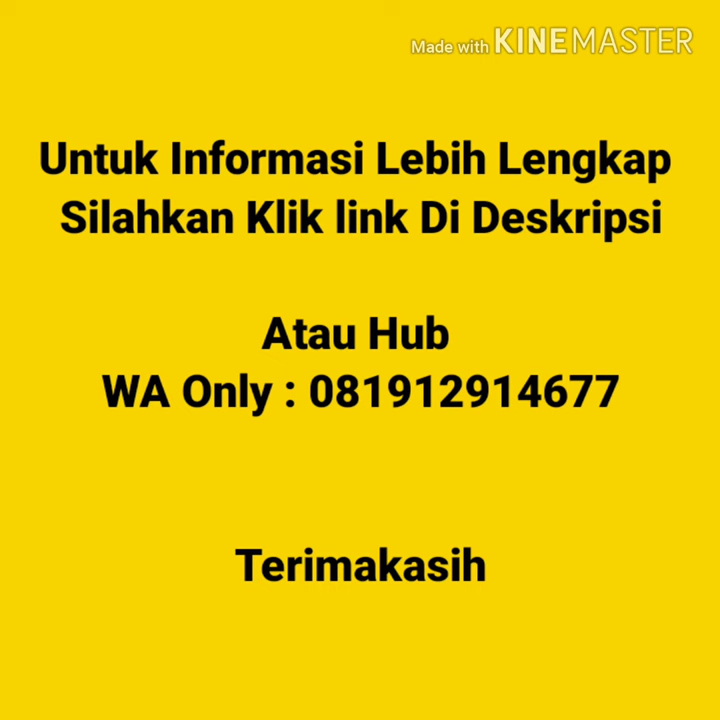 Made with KINEMASTER
Untuk Informasi Lebih Lengkap
Silahkan Klik link Di Deskripsi
Atau Hub
WA Only : 081912914677
Terimakasih